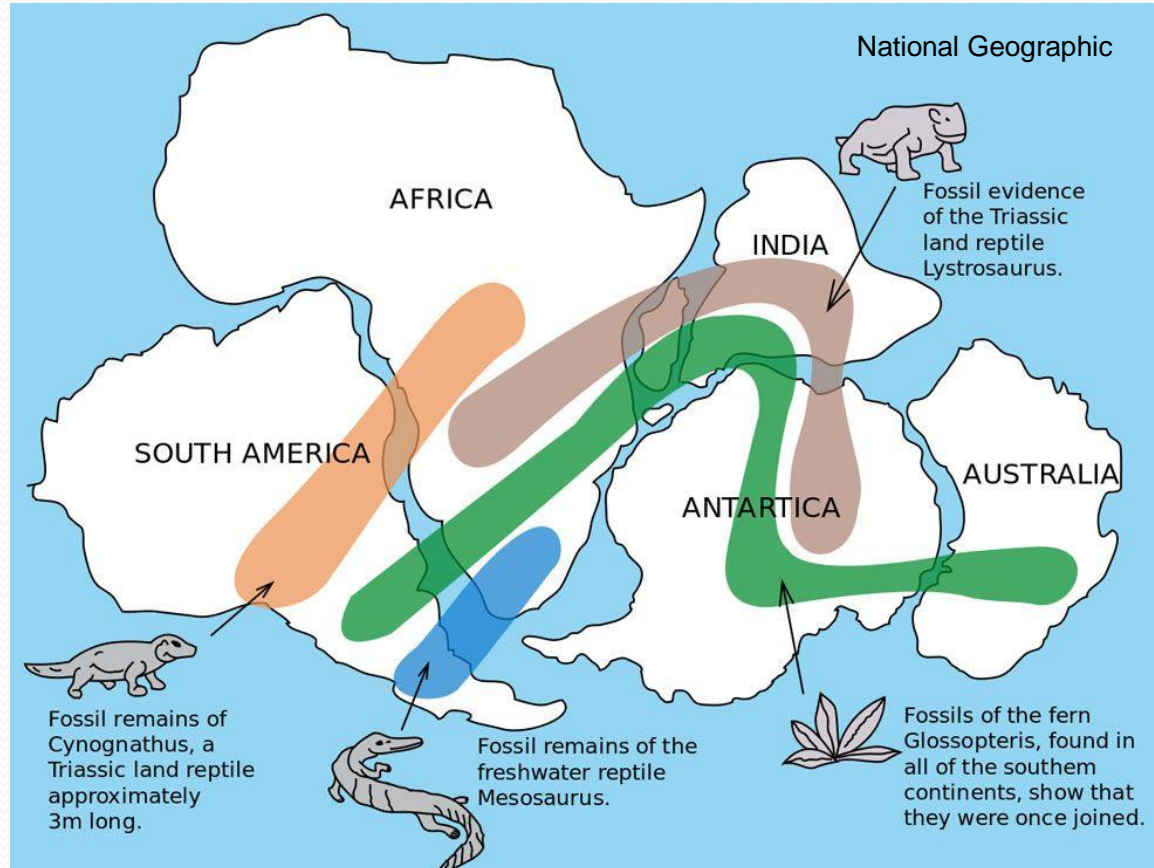 National Geographic
AFRICA
INDIA
Fossil evidence
of the Triassic
land reptile
Lystrosaurus.
SOUTH AMERICA
ANTARTICA
AUSTRALIA
Fossil remains of
Cynognathus, a
Triassic land reptile
approximately
3m long.
Fossil remains of the
freshwater reptile
Mesosaurus.
Fossils of the fern
Glossopteris, found in
all of the southem
continents, show that
they were once joined.